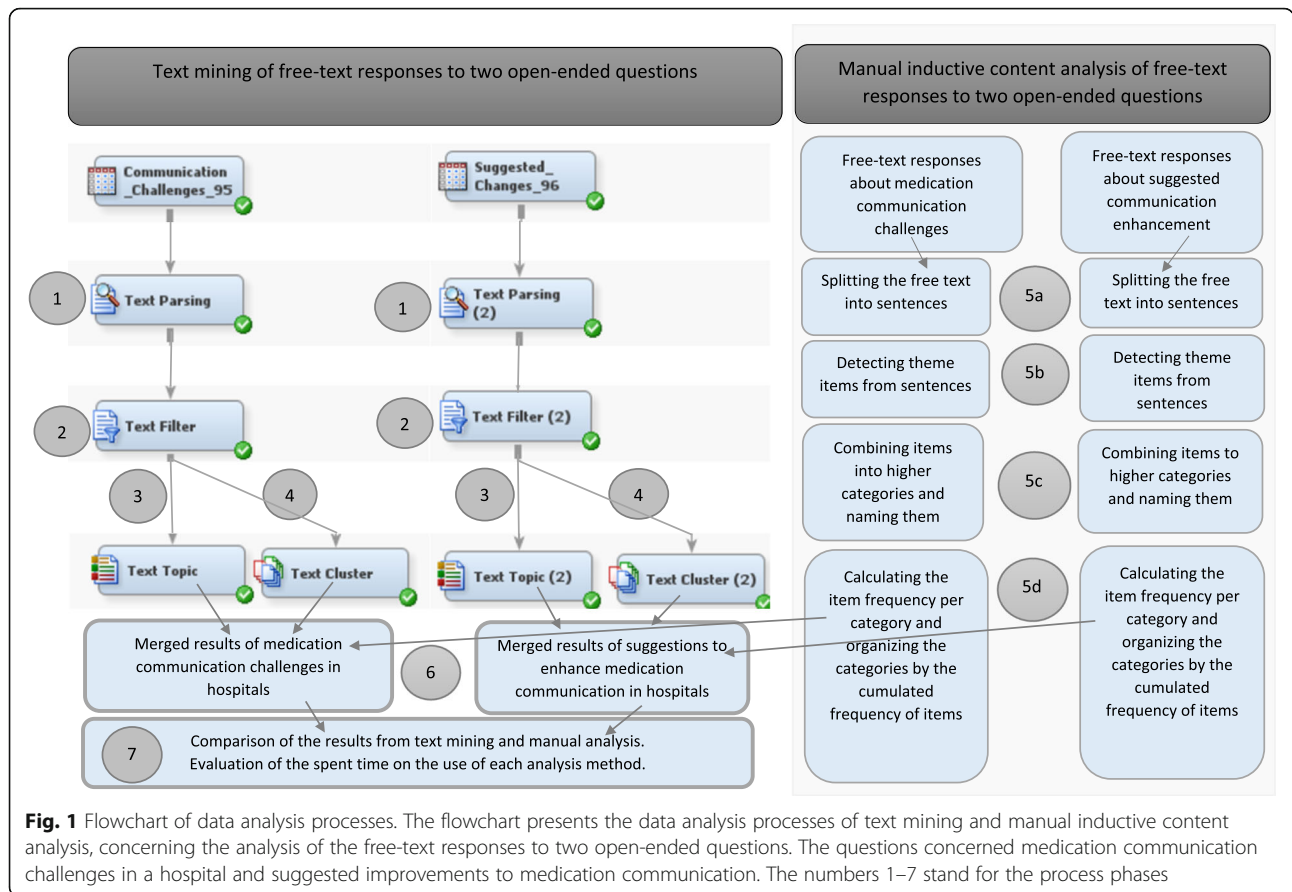 Text mining of free-text responses to two open-ended questions
Communication
_Challenges_95
Suggested_
Changes_96
1
Text Parsing
1
Text Parsing
(2)
2
Text Filter
2
Text Filter (2)
3
4
3
4
Text Topic
Text Cluster
Text Topic (2)
Text Cluster (2)
Merged results of medication
communication challenges in
hospitals
6
Merged results of suggestions to
enhance medication
communication in hospitals
7
Comparison of the results from text mining and manual analysis.
Evaluation of the spent time on the use of each analysis method.
Manual inductive content analysis of free-text
responses to two open-ended questions
Free-text responses
about medication
communication
challenges
Free-text responses
about suggested
communication
enhancement
Splitting the free text
into sentences
5a
Splitting the free
text into sentences
Detecting theme
items from sentences
5b
Detecting theme
items from
sentences
Combining items
into higher
categories and
naming them
5c
Combining items to
higher categories
and naming them
Calculating the
item frequency per
category and
organizing the
categories by the
cumulated
frequency of items
5d
Calculating the
item frequency per
category and
organizing the
categories by the
cumulated
frequency of items
Fig. 1 Flowchart of data analysis processes. The flowchart presents the data analysis processes of text mining and manual inductive content
analysis, concerning the analysis of the free-text responses to two open-ended questions. The questions concerned medication communication
challenges in a hospital and suggested improvements to medication communication. The numbers 1–7 stand for the process phases